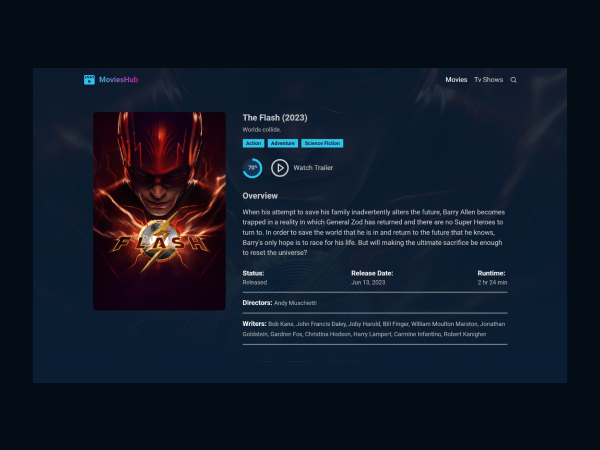 MoviesHub
Movies Tv Shows
The Flash (2023)
Worlds collide.
Action Adventure Science Fiction
70%
Watch Trailer
FLASH
Overview
When his attempt to save his family inadvertently alters the future, Barry Allen becomes
trapped in a reality in which General Zod has returned and there are no Super Heroes to
turn to. In order to save the world that he is in and return to the future that he knows,
Barry's only hope is to race for his life. But will making the ultimate sacrifice be enough
to reset the universe?
Status: Release Date: Runtime:
Released Jun 13, 2023 2 hr 24 min
Directors: Andy Muschietti
Writers: Bob Kane, John Francis Daley, Joby Harold, Bill Finger, William Moulton Marston, Jonathan
Goldstein, Gardner Fox, Christina Hodson, Harry Lampert, Carmine Infantino, Robert Kanigher